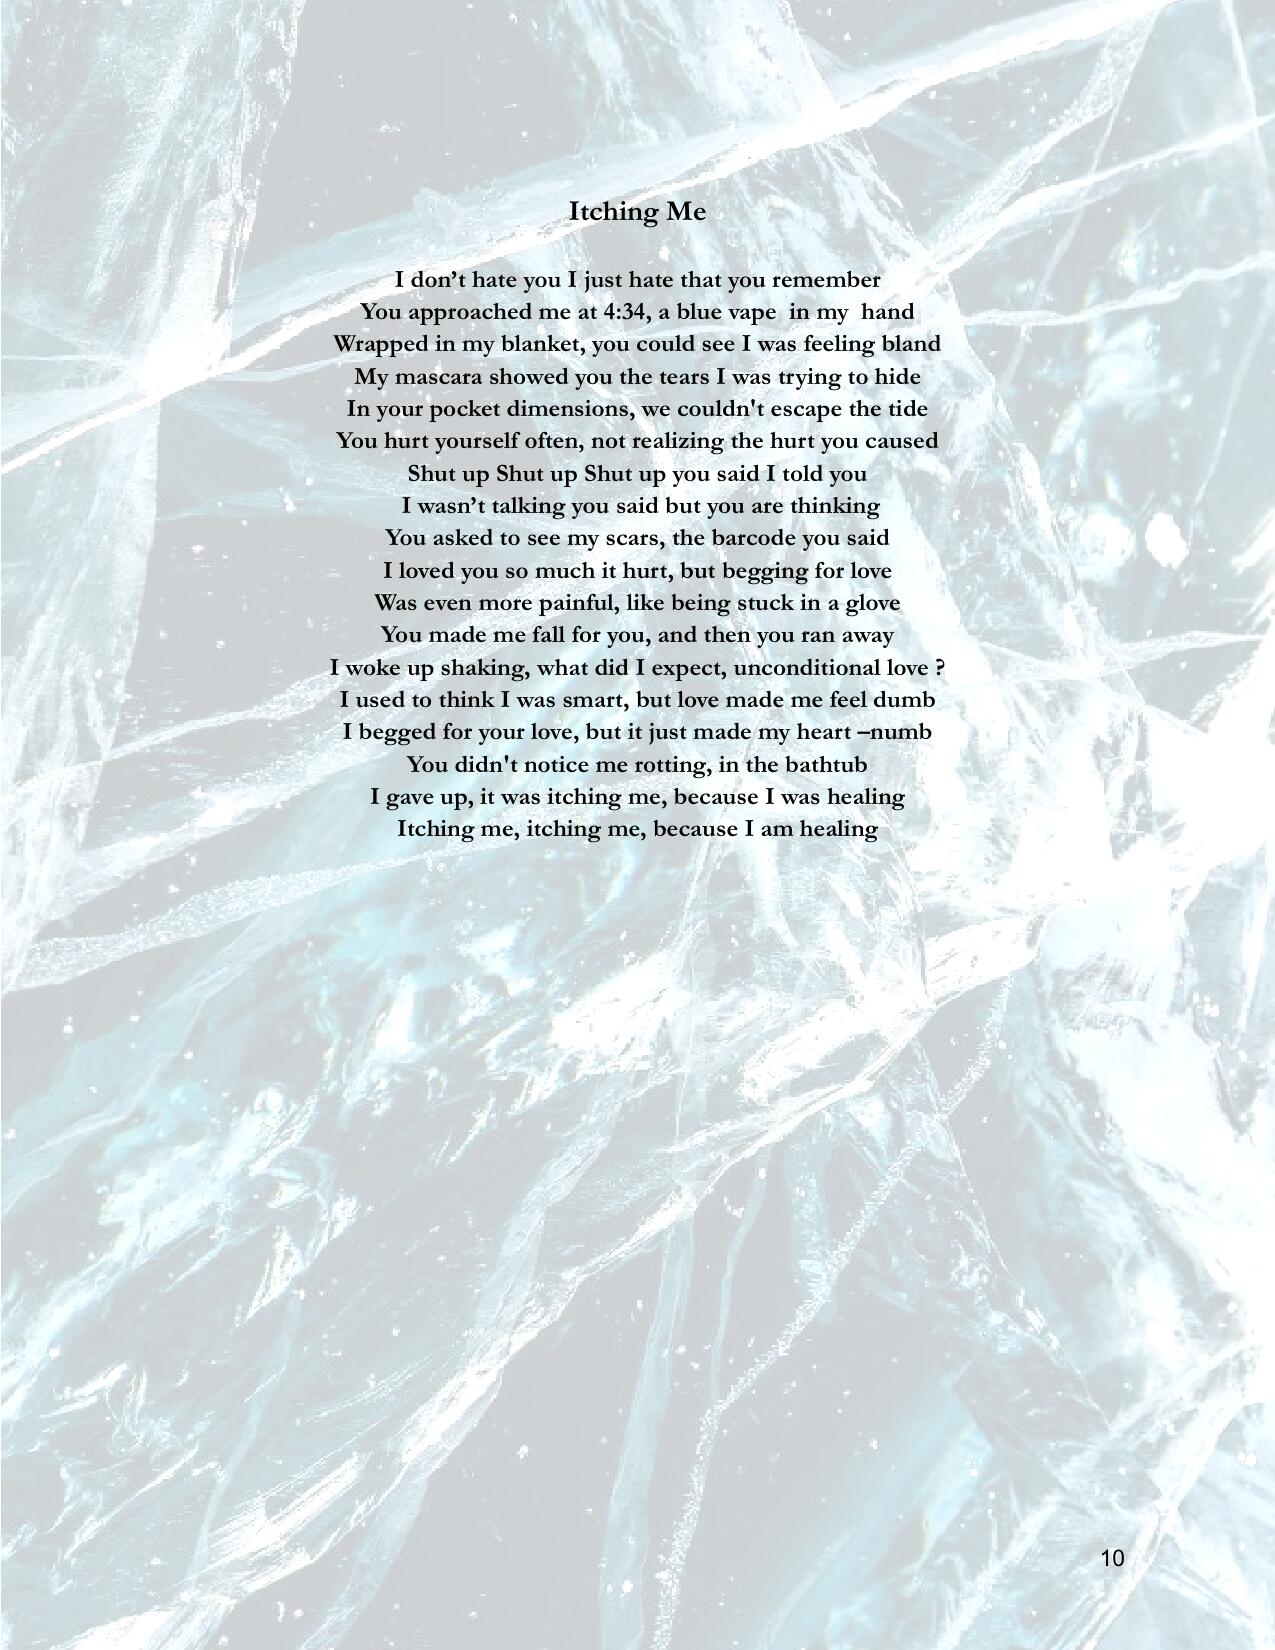 Itching Me
I don’t hate you I just hate that you remember
You approached me at 4:34, a blue vape  in my  hand
Wrapped in my blanket, you could see I was feeling bland
My mascara showed you the tears I was trying to hide
In your pocket dimensions, we couldn't escape the tide
You hurt yourself often, not realizing the hurt you caused
Shut up Shut up Shut up you said I told you
I wasn’t talking you said but you are thinking
You asked to see my scars, the barcode you said
I loved you so much it hurt, but begging for love
Was even more painful, like being stuck in a glove
You made me fall for you, and then you ran away
I woke up shaking, what did I expect, unconditional love ?
I used to think I was smart, but love made me feel dumb
I begged for your love, but it just made my heart –numb
You didn't notice me rotting, in the bathtub
I gave up, it was itching me, because I was healing
Itching me, itching me, because I am healing
10